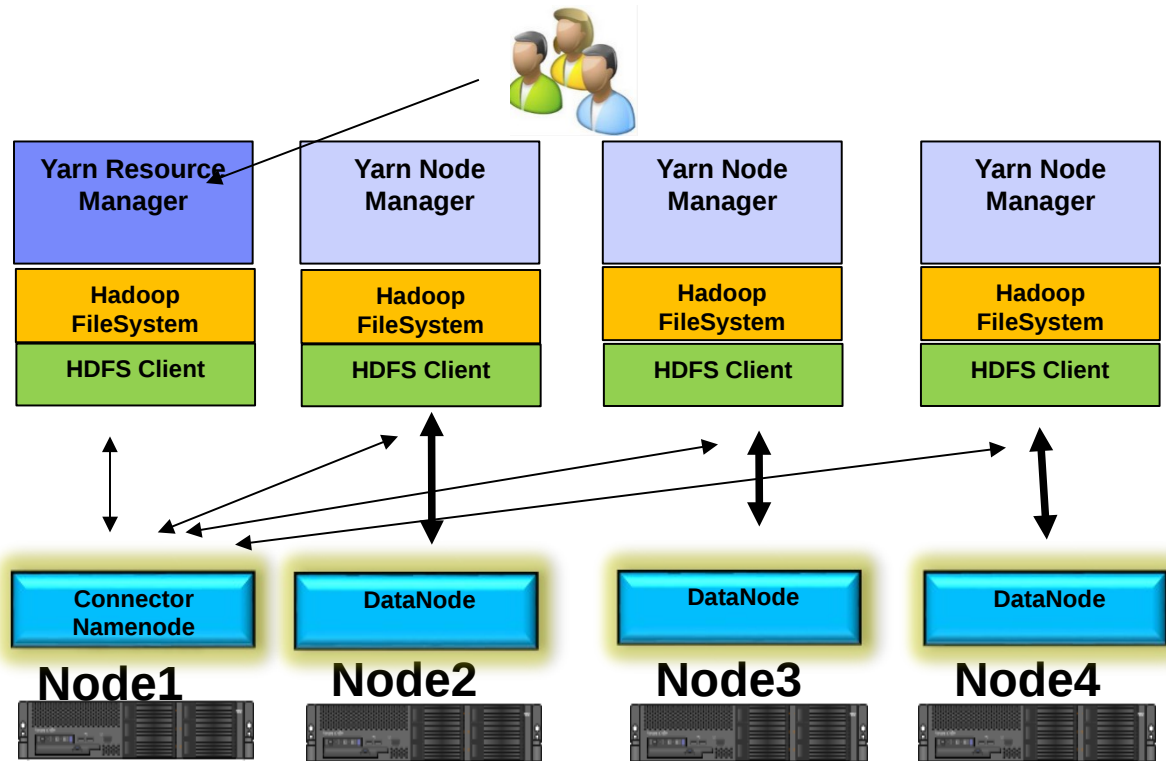 Yarn Resource
Manager
Yarn Node
Manager
Yarn Node
Manager
Yarn Node
Manager
Hadoop
FileSystem
Hadoop
FileSystem
Hadoop
FileSystem
Hadoop
FileSystem
HDFS Client
HDFS Client
HDFS Client
HDFS Client
Connector
Namenode
DataNode
DataNode
DataNode
Node1
Node2
Node3
Node4